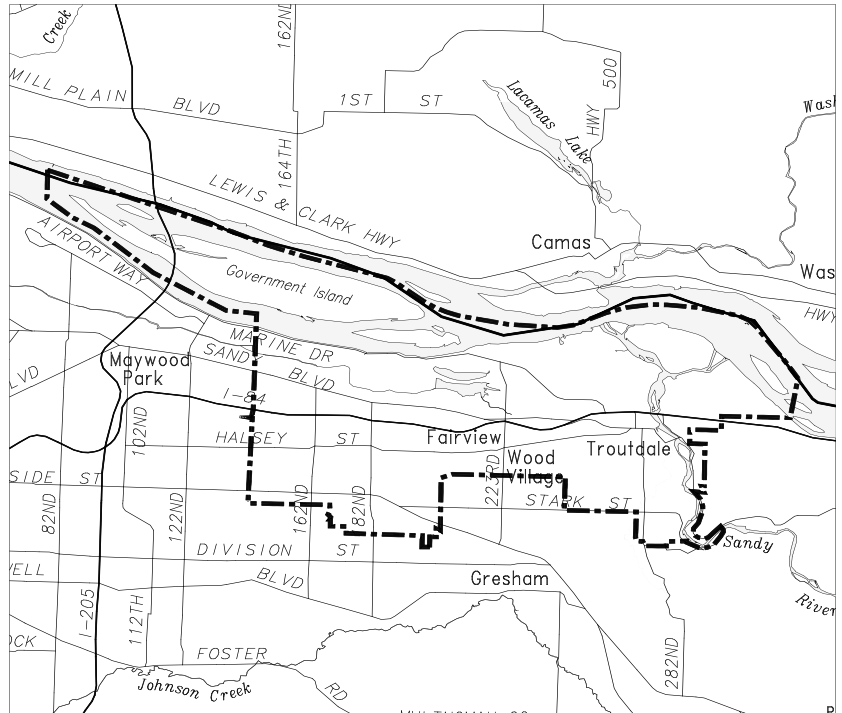 162ND
Creek
MILL PLAIN BLVD
1ST ST
HWY 500
Lacamas Lake
Wash
164TH
LEWIS & CLARK HWY
Camas
Was
AIRPORT WAY
Government Island
HWY
MARINE DR
SANDY BLVD
Maywood
Park
LVD
I-84
102ND
HALSEY ST
Fairview
Wood
Village
Troutdale
SIDE ST
82ND
122ND
162ND
82ND
223RD
STARK ST
DIVISION ST
Sandy
River
ELL BLVD
Gresham
I-205
112TH
OCK
FOSTER RD
282ND
Johnson Creek